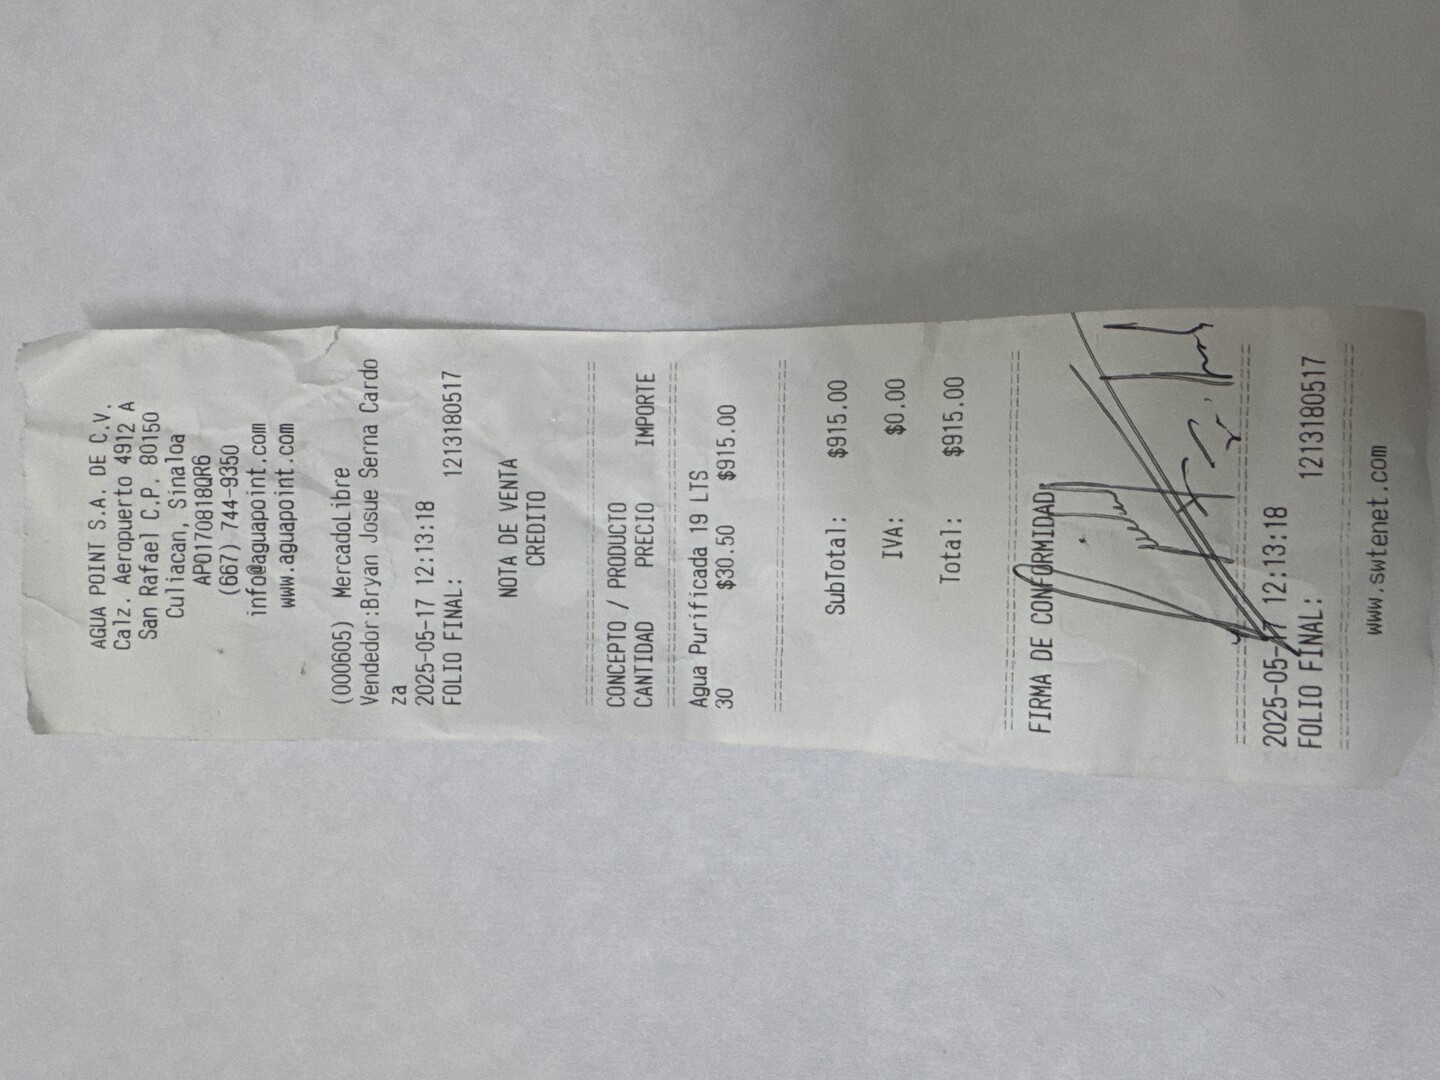 AGUA POINT S.A. DE C.V.
Calz. Aeropuerto 4912 A
San Rafael C.P. 80150
Culiacan, Sinaloa
APO170818QR6
(667) 744-9350
info@aguapoint.com
www.aguapoint.com
(000605) MercadoLibre
Vendedor:Bryan Josue Serna Cardo
za
2025-05-17 12:13:18
FOLIO FINAL: 1213180517
NOTA DE VENTA
CREDITO
CONCEPTO / PRODUCTO
CANTIDAD PRECIO IMPORTE
Agua Purificada 19 LTS
30 $30.50 $915.00
SubTotal: $915.00
IVA: $0.00
Total: $915.00
FIRMA DE CONFORMIDAD
2025-05-17 12:13:18
FOLIO FINAL: 1213180517
www.swtenet.com